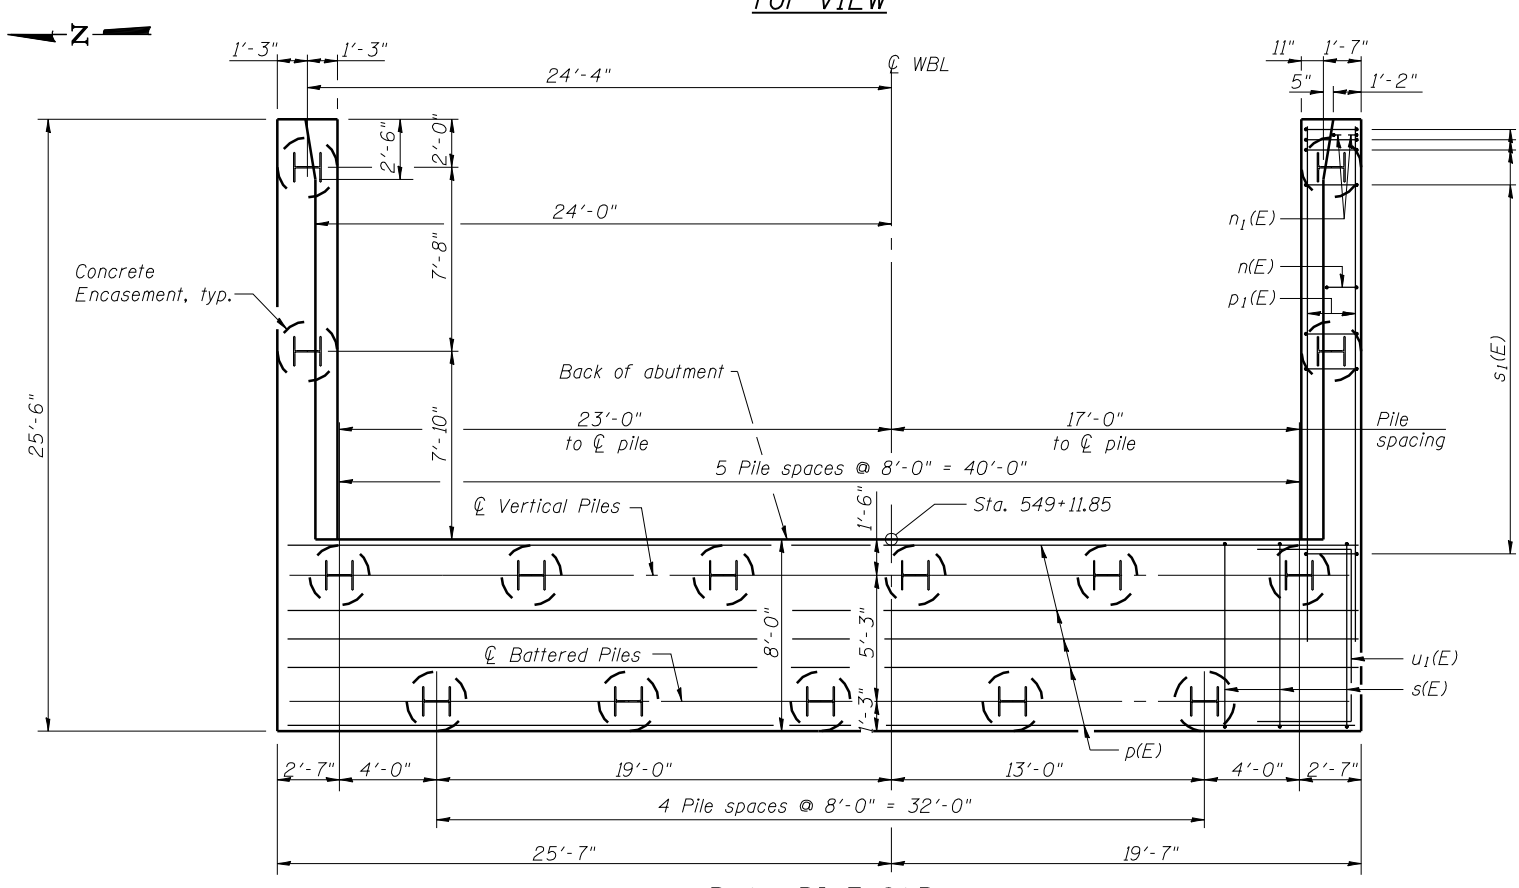 TOP VIEW
Z
1'-3"
1'-3"
24'-4"
℄ WBL
11"
1'-7"
5"
1'-2"
2'-6"
2'-0"
24'-0"
n1(E)
7'-8"
n(E)
p1(E)
Concrete
Encasement, typ.
s1(E)
25'-6"
Back of abutment
7'-10"
23'-0"
to ℄ pile
17'-0"
to ℄ pile
Pile
spacing
5 Pile spaces @ 8'-0" = 40'-0"
℄ Vertical Piles
1'-6"
Sta. 549+11.85
8'-0"
5'-3"
℄ Battered Piles
u1(E)
s(E)
1'-3"
p(E)
2'-7"
4'-0"
19'-0"
13'-0"
4'-0"
2'-7"
4 Pile spaces @ 8'-0" = 32'-0"
25'-7"
19'-7"